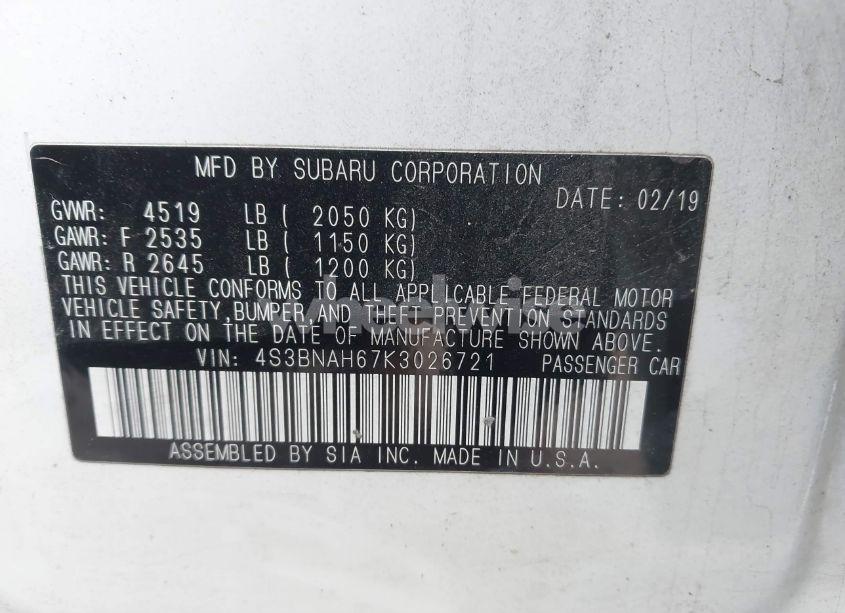 MFD BY SUBARU CORPORATION
DATE: 02/19
GVWR: 4519 LB ( 2050 KG)
GAWR: F 2535 LB ( 1150 KG)
GAWR: R 2645 LB ( 1200 KG)
THIS VEHICLE CONFORMS TO ALL APPLICABLE FEDERAL MOTOR
VEHICLE SAFETY, BUMPER, AND THEFT PREVENTION STANDARDS
IN EFFECT ON THE DATE OF MANUFACTURE SHOWN ABOVE.
VIN: 4S3BNAH67K3026721 PASSENGER CAR
ASSEMBLED BY SIA INC. MADE IN U.S.A.